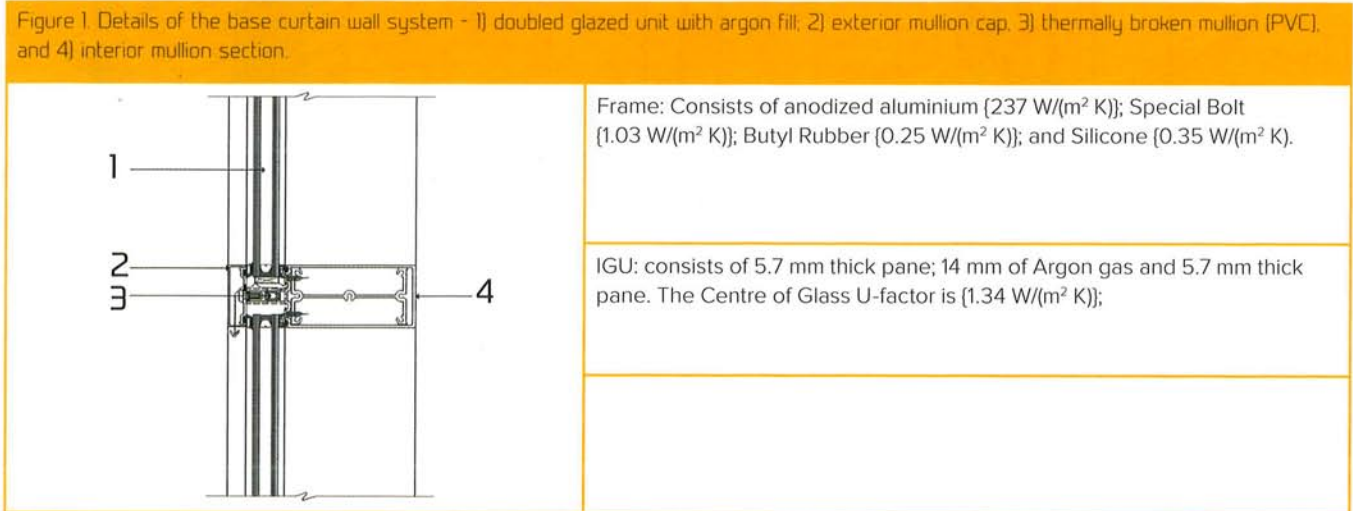 Figure 1. Details of the base curtain wall system - 1) doubled glazed unit with argon fill; 2) exterior mullion cap, 3) thermally broken mullion (PVC),
and 4) interior mullion section.
Frame: Consists of anodized aluminium {237 W/(m² K)}; Special Bolt
{1.03 W/(m² K)}; Butyl Rubber {0.25 W/(m² K)}; and Silicone {0.35 W/(m² K).
1
2
3
4
IGU: consists of 5.7 mm thick pane; 14 mm of Argon gas and 5.7 mm thick
pane. The Centre of Glass U-factor is {1.34 W/(m² K)};